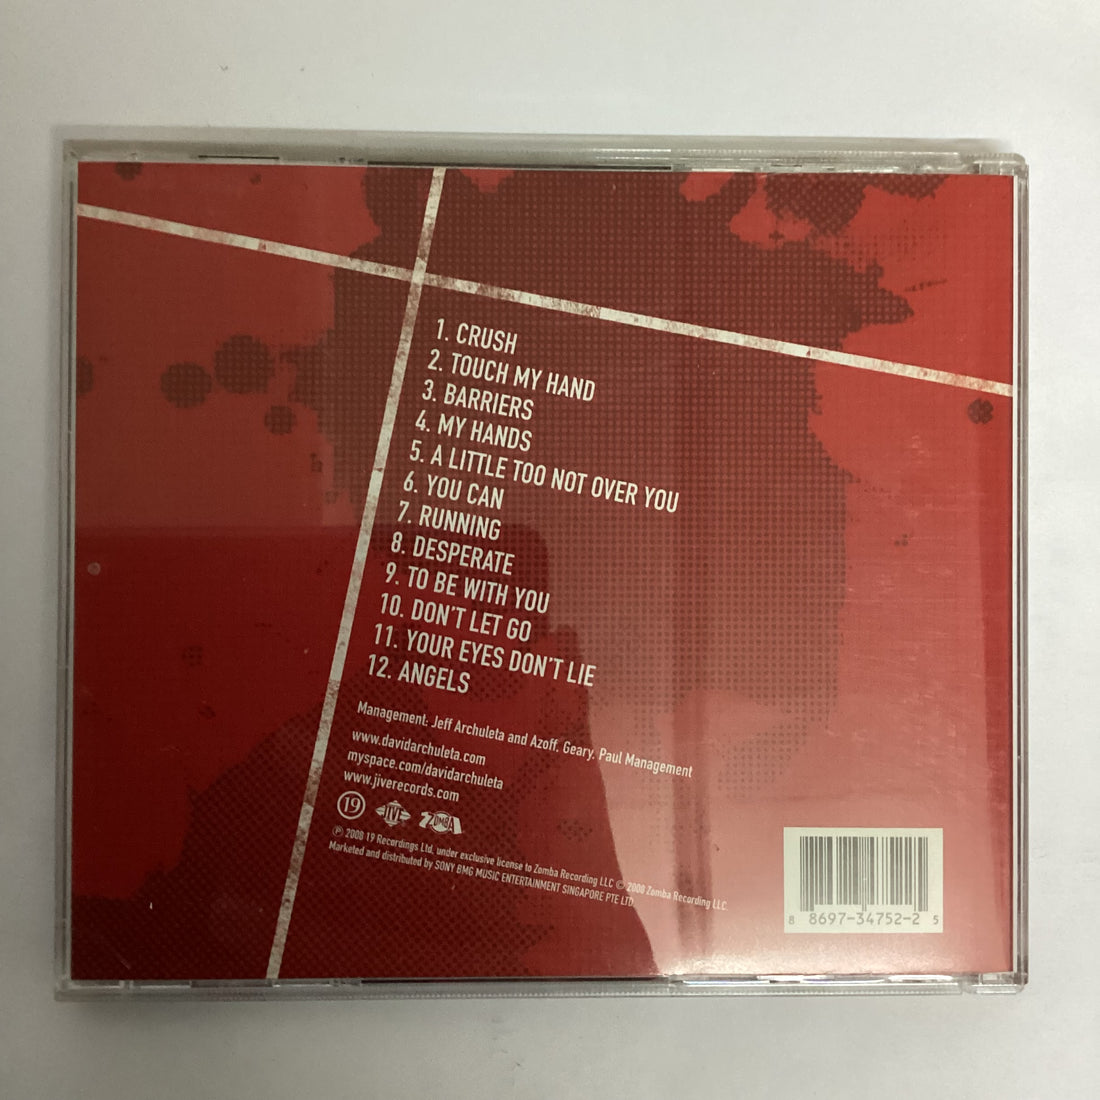 1. CRUSH
2. TOUCH MY HAND
3. BARRIERS
4. MY HANDS
5. A LITTLE TOO NOT OVER YOU
6. YOU CAN
7. RUNNING
8. DESPERATE
9. TO BE WITH YOU
10. DON'T LET GO
11. YOUR EYES DON'T LIE
12. ANGELS
Management: Jeff Archuleta and Azoff. Geary. Paul Management
www.davidarchuleta.com
myspace.com/davidarchuleta
www.jiverecords.com
19 JIVE ZOMBA
℗ 2008 19 Recordings Ltd. under exclusive license to Zomba Recording LLC © 2008 Zomba Recording LLC.
Marketed and distributed by SONY BMG MUSIC ENTERTAINMENT SINGAPORE PTE LTD
8 8697-34752-2 5